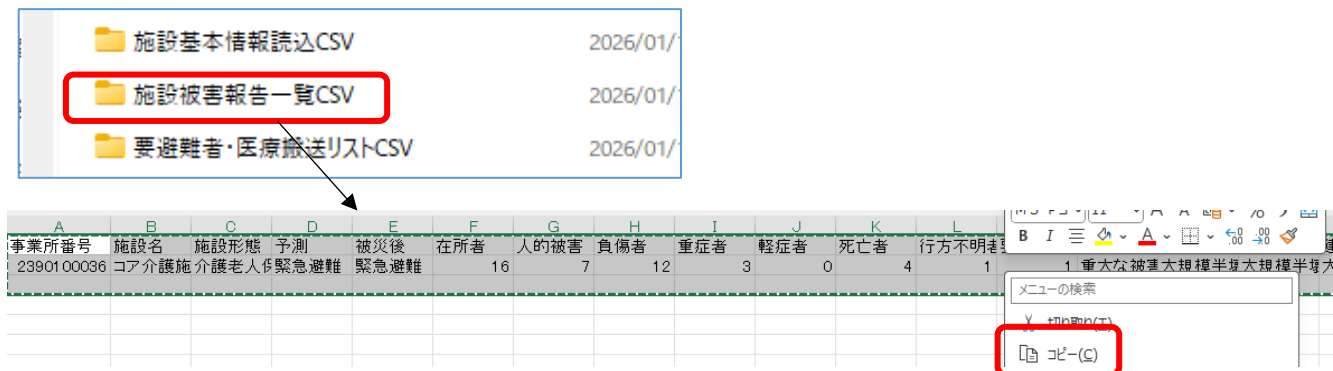 施設基本情報読込CSV 2026/01/
施設被害報告一覧CSV 2026/01/
要避難者・医療搬送リストCSV 2026/01/
A B C D E F G H I J K L
事業所番号 施設名 施設形態 予測 被災後 在所者 人的被害 負傷者 重症者 軽症者 死亡者 行方不明者
2390100036 コア介護施 介護老人保 緊急避難 緊急避難 16 7 12 3 0 4 1 1 重大な被害 大規模半壊 大規模半壊
B I A
メニューの検索
切り取り(T)
コピー(C)